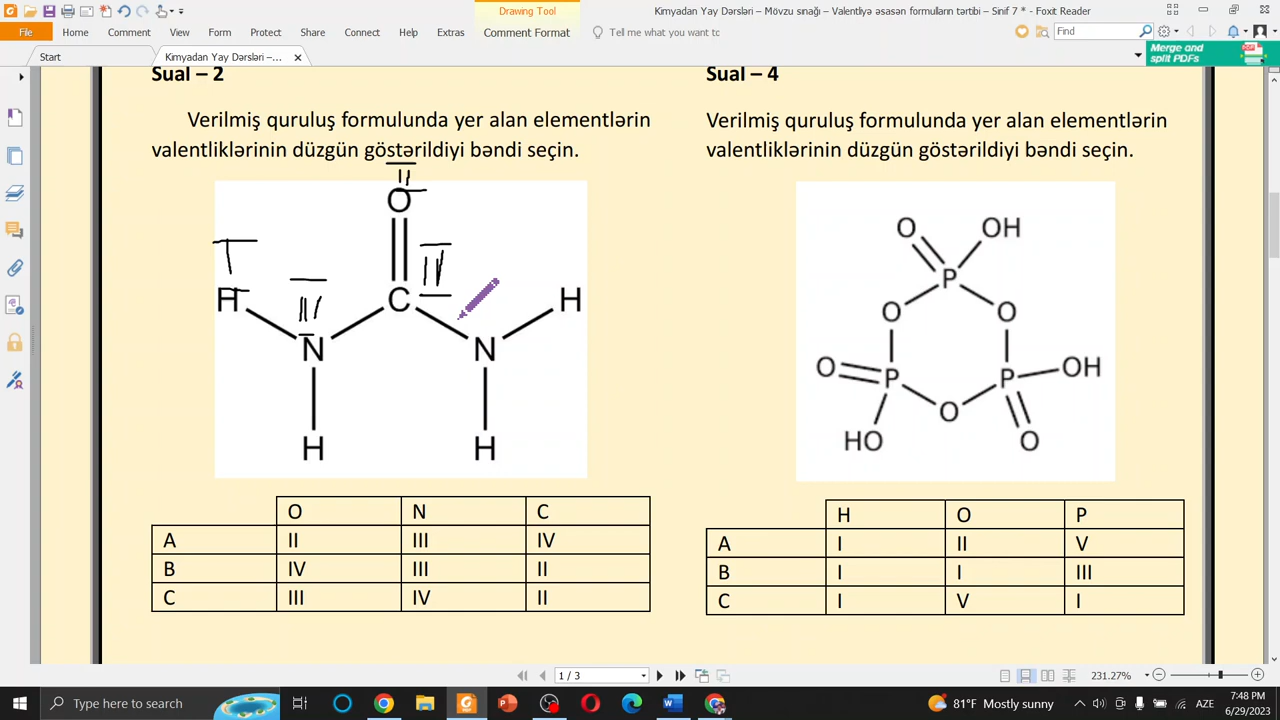 Drawing Tool
Kimyadan Yay Dərsləri – Mövzu sınağı – Valentliyə əsasən formulların tərtibi – Sinif 7 * - Foxit Reader
File Home Comment View Form Protect Share Connect Help Extras Comment Format Tell me what you want tc Find
Start
Kimyadan Yay Dərsləri –...
Merge and
split PDFs
Sual – 2
Verilmiş quruluş formulunda yer alan elementlərin
valentliklərinin düzgün göstərildiyi bəndi seçin.
II
O
I
IV
H
III
C
H
N
N
H
H
O N C
A II III IV
B IV III II
C III IV II
Sual – 4
Verilmiş quruluş formulunda yer alan elementlərin
valentliklərinin düzgün göstərildiyi bəndi seçin.
O OH
P
O O
O P P OH
O
HO O
H O P
A I II V
B I I III
C I V I
1 / 3
231.27%
Type here to search
81°F Mostly sunny
AZE
7:48 PM
6/29/2023